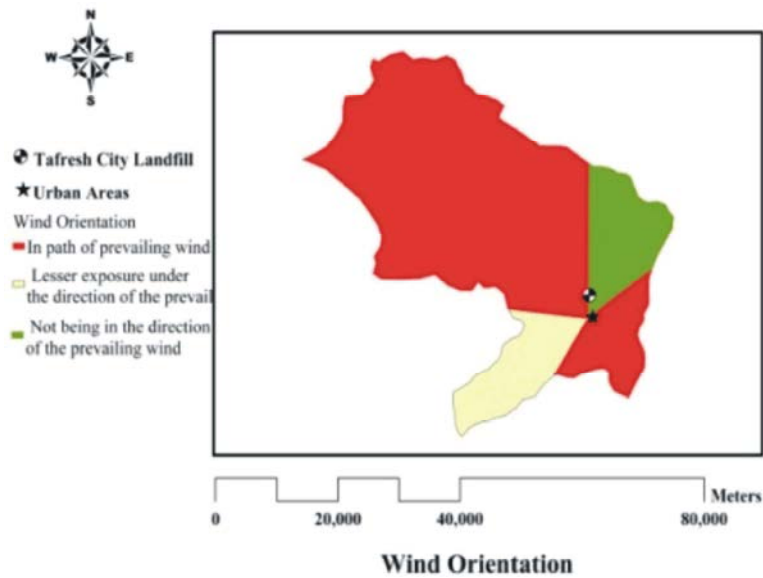 N
W E
S
Tafresh City Landfill
Urban Areas
Wind Orientation
In path of prevailing wind
Lesser exposure under
the direction of the prevail
Not being in the direction
of the prevailing wind
Meters
0 20,000 40,000 80,000
Wind Orientation